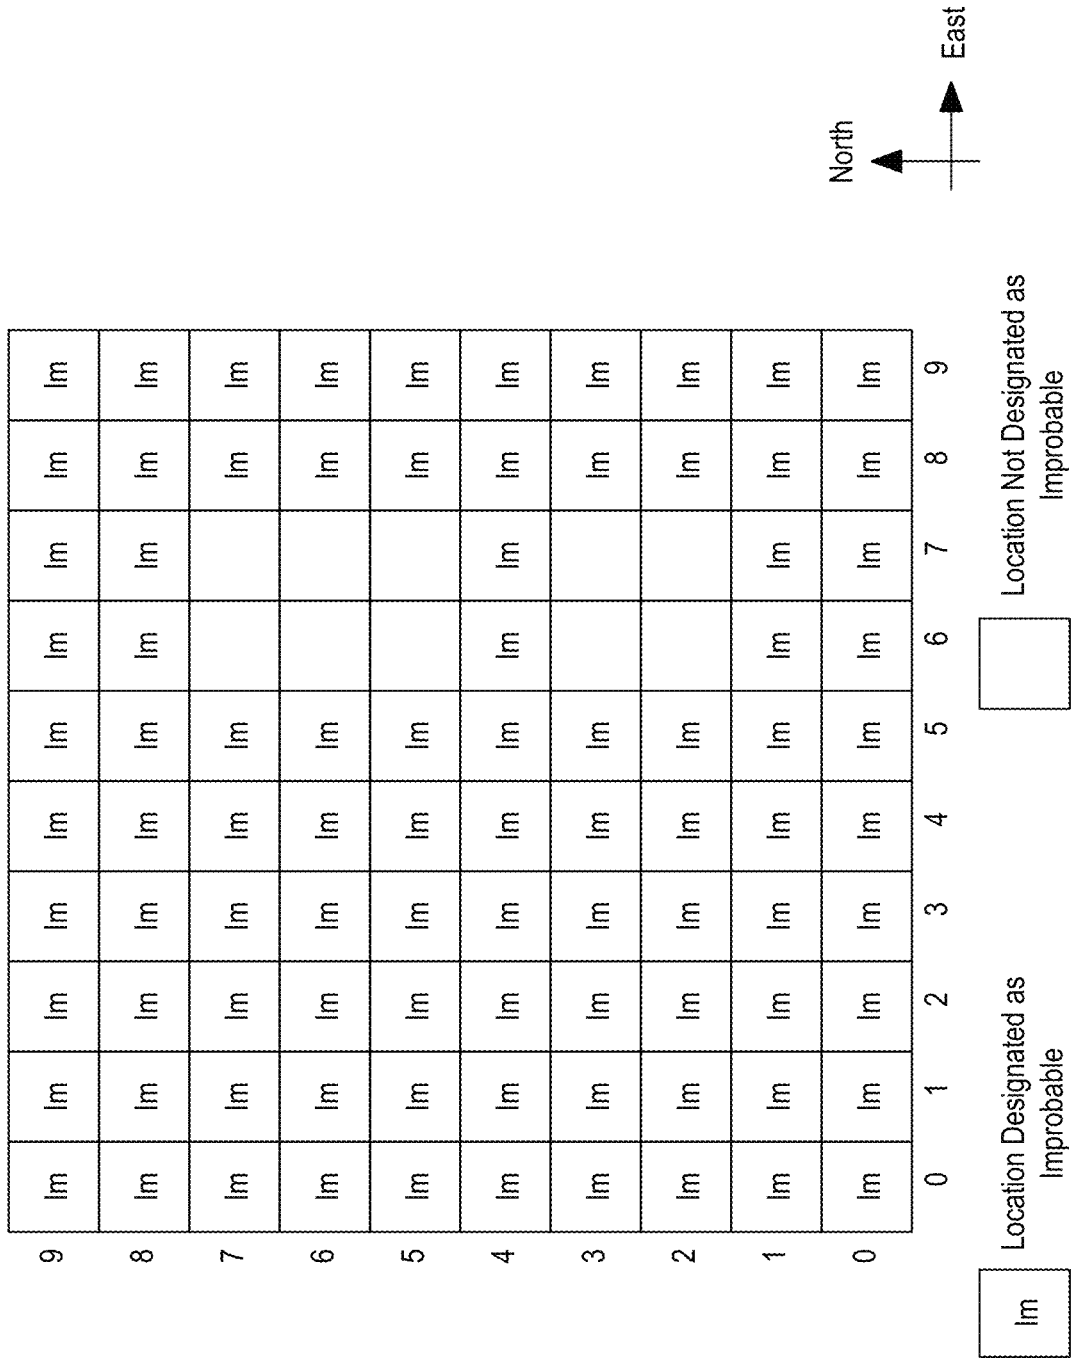 9 Im Im Im Im Im Im Im Im Im Im
8 Im Im Im Im Im Im Im Im Im Im
7 Im Im Im Im Im Im Im Im
6 Im Im Im Im Im Im Im Im
5 Im Im Im Im Im Im Im Im
4 Im Im Im Im Im Im Im Im Im Im
3 Im Im Im Im Im Im Im Im
2 Im Im Im Im Im Im Im Im
1 Im Im Im Im Im Im Im Im Im Im
0 Im Im Im Im Im Im Im Im Im Im
0 1 2 3 4 5 6 7 8 9
North
East
Im
Location Designated as
Improbable
Location Not Designated as
Improbable